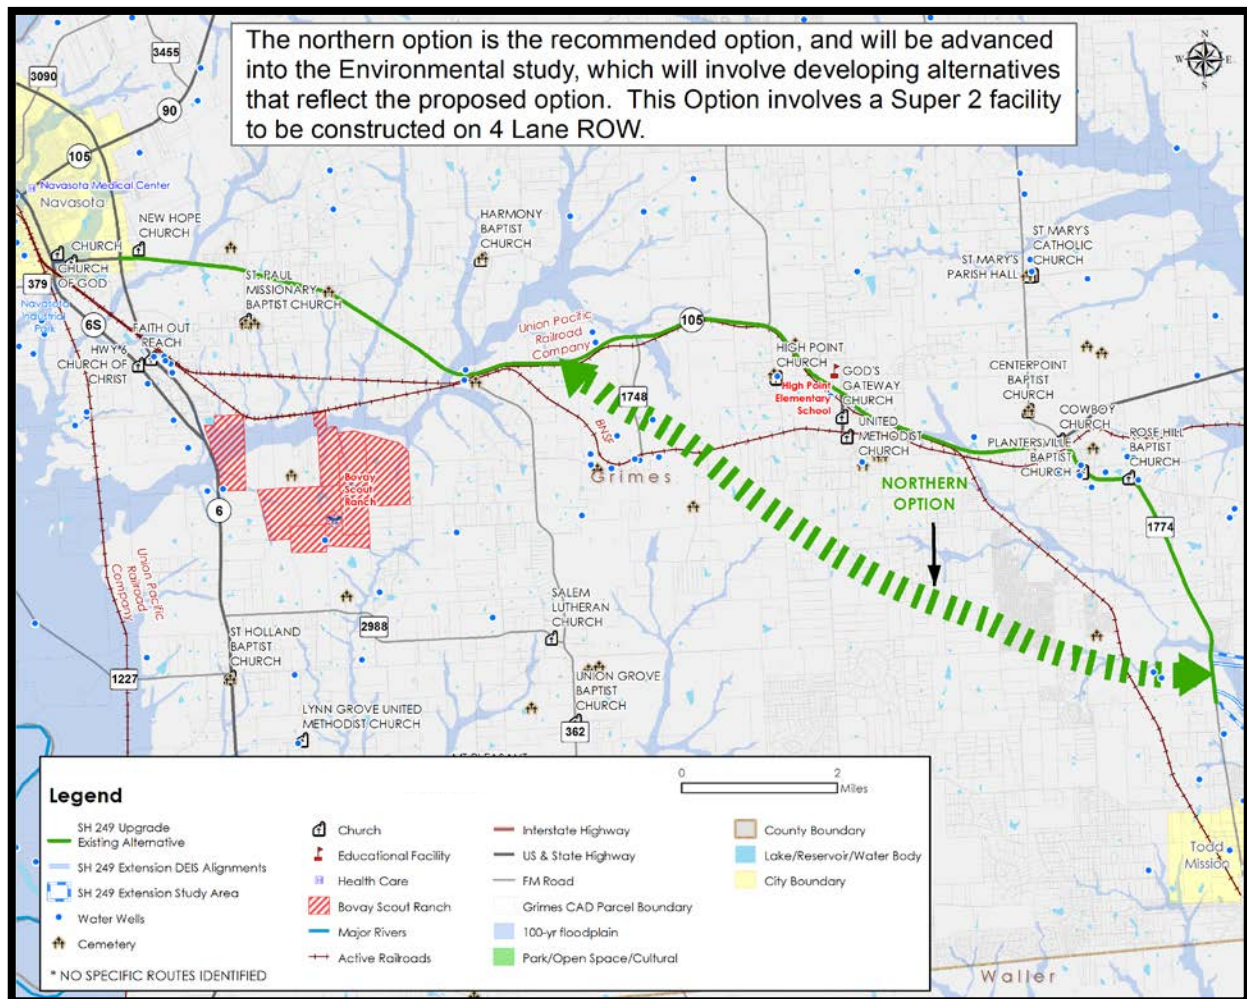 The northern option is the recommended option, and will be advanced
into the Environmental study, which will involve developing alternatives
that reflect the proposed option. This Option involves a Super 2 facility
to be constructed on 4 Lane ROW.
N
W
E
S
3455
3090
90
105
Navasota Medical Center
Navasota
NEW HOPE
CHURCH
CHURCH
CHURCH
OF GOD
379
Navasota
Industrial
Park
6S
ST. PAUL
MISSIONARY
BAPTIST CHURCH
FAITH OUT
REACH
HWY 6
CHURCH OF
CHRIST
HARMONY
BAPTIST
CHURCH
Union Pacific
Railroad
Company
105
ST MARY'S
CATHOLIC
CHURCH
ST MARY'S
PARISH HALL
HIGH POINT
CHURCH
High Point
Elementary
School
GOD'S
GATEWAY
CHURCH
UNITED
METHODIST
CHURCH
1748
BNSF
CENTERPOINT
BAPTIST
CHURCH
COWBOY
CHURCH
PLANTERSVILLE
BAPTIST
CHURCH
ROSE HILL
BAPTIST
CHURCH
Grimes
NORTHERN
OPTION
1774
Bovay
Scout
Ranch
6
Union Pacific
Railroad
Company
2988
SALEM
LUTHERAN
CHURCH
ST HOLLAND
BAPTIST
CHURCH
1227
UNION GROVE
BAPTIST
CHURCH
LYNN GROVE UNITED
METHODIST CHURCH
362
Todd
Mission
Waller
Legend
0
2
Miles
SH 249 Upgrade
Existing Alternative
SH 249 Extension DEIS Alignments
SH 249 Extension Study Area
Water Wells
Cemetery
* NO SPECIFIC ROUTES IDENTIFIED
Church
Educational Facility
Health Care
Bovay Scout Ranch
Major Rivers
Active Railroads
Interstate Highway
US & State Highway
FM Road
Grimes CAD Parcel Boundary
100-yr floodplain
Park/Open Space/Cultural
County Boundary
Lake/Reservoir/Water Body
City Boundary